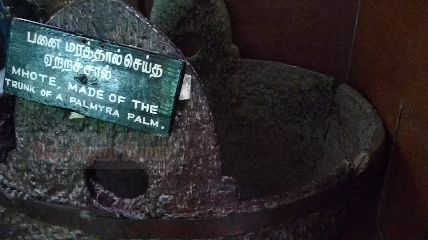 பனை மரத்தால்செய்த
ஏற்றச்சால்
MHOTE, MADE OF THE
TRUNK OF A PALMYRA PALM.